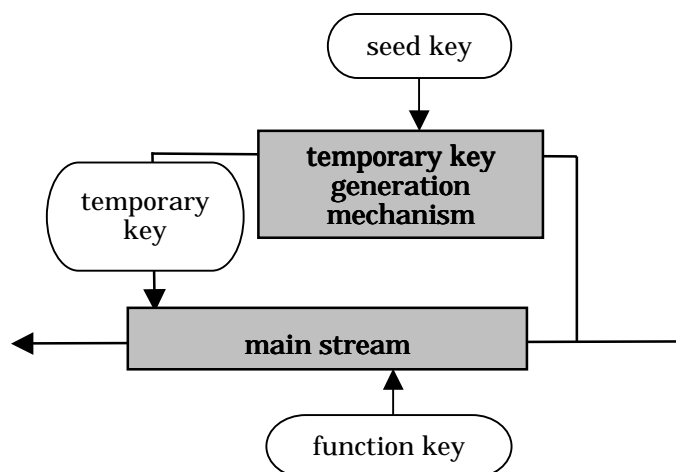 seed key
temporary key
generation
mechanism
temporary
key
main stream
function key